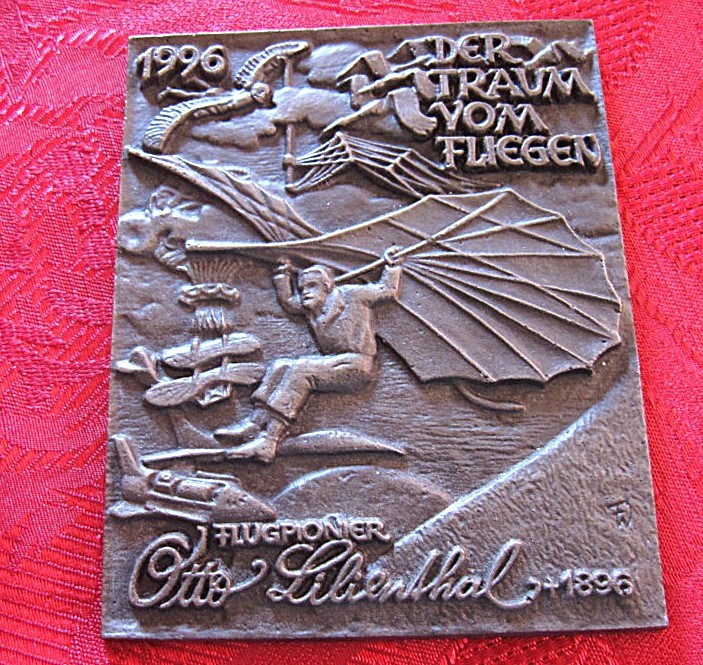 1996
DER
TRAUM
VOM
FLIEGEN
FLUGPIONIER
Otto Lilienthal, +1896